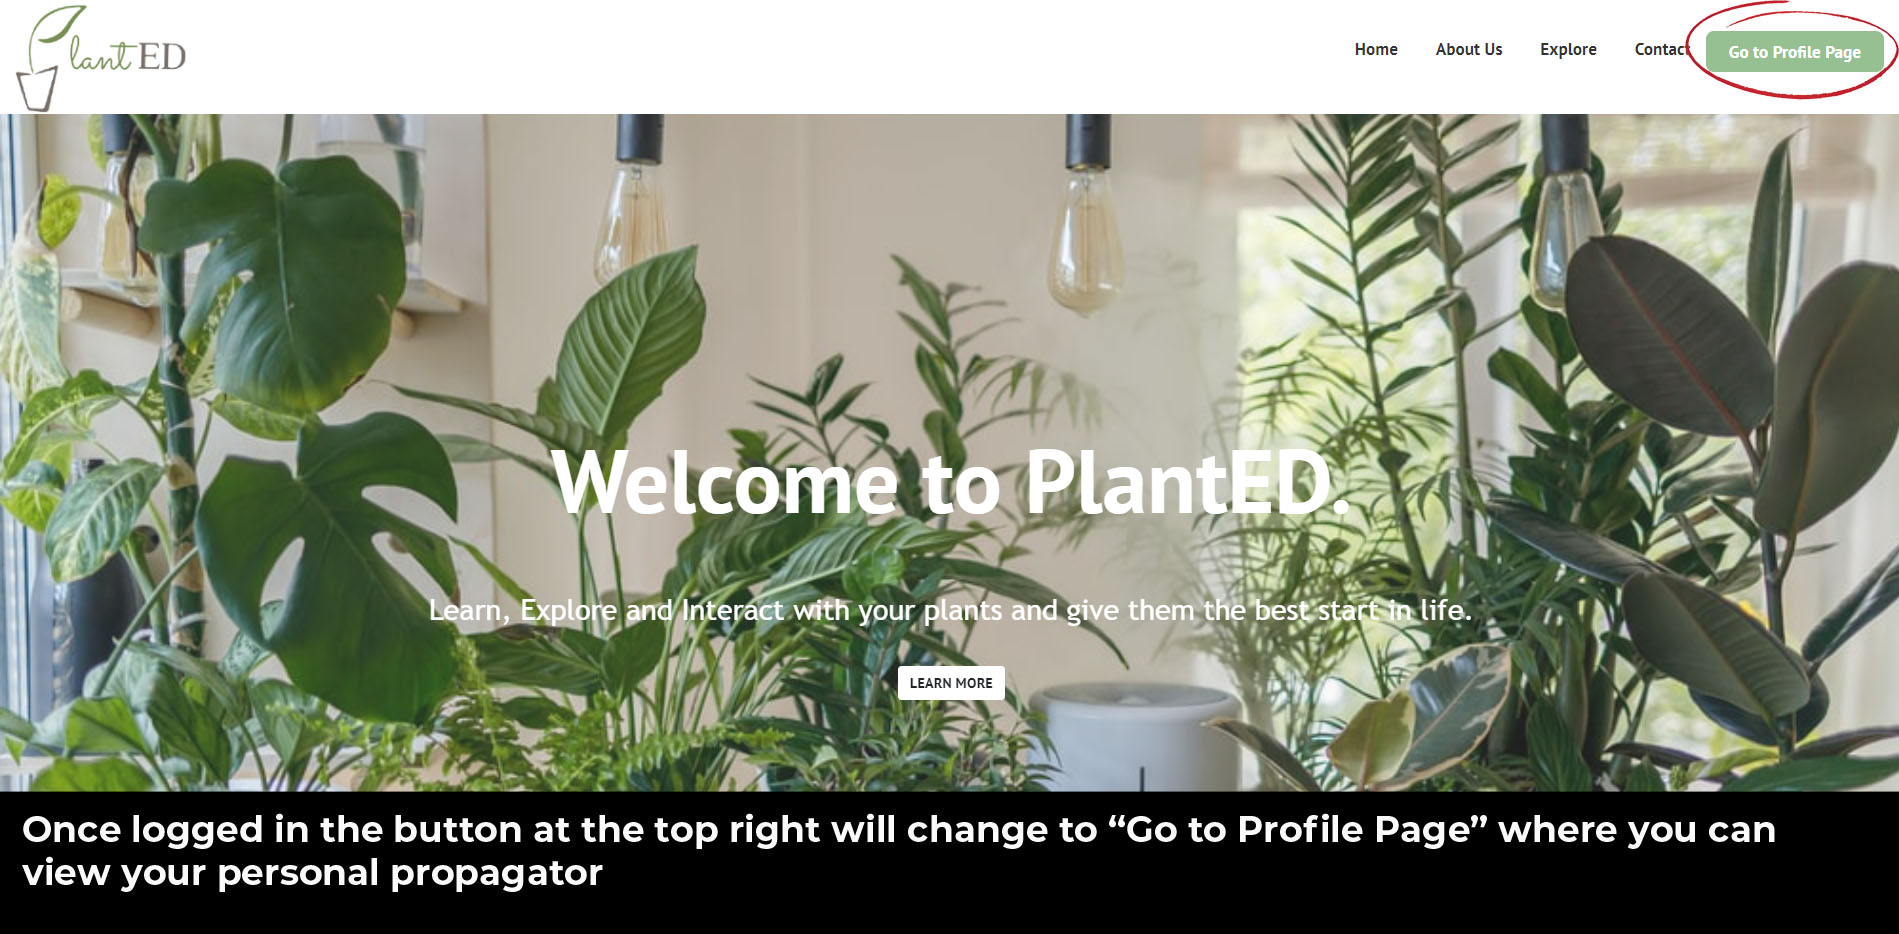 PlantED
Home About Us Explore Contact Go to Profile Page
Welcome to PlantED.
Learn, Explore and Interact with your plants and give them the best start in life.
LEARN MORE
Once logged in the button at the top right will change to “Go to Profile Page” where you can
view your personal propagator